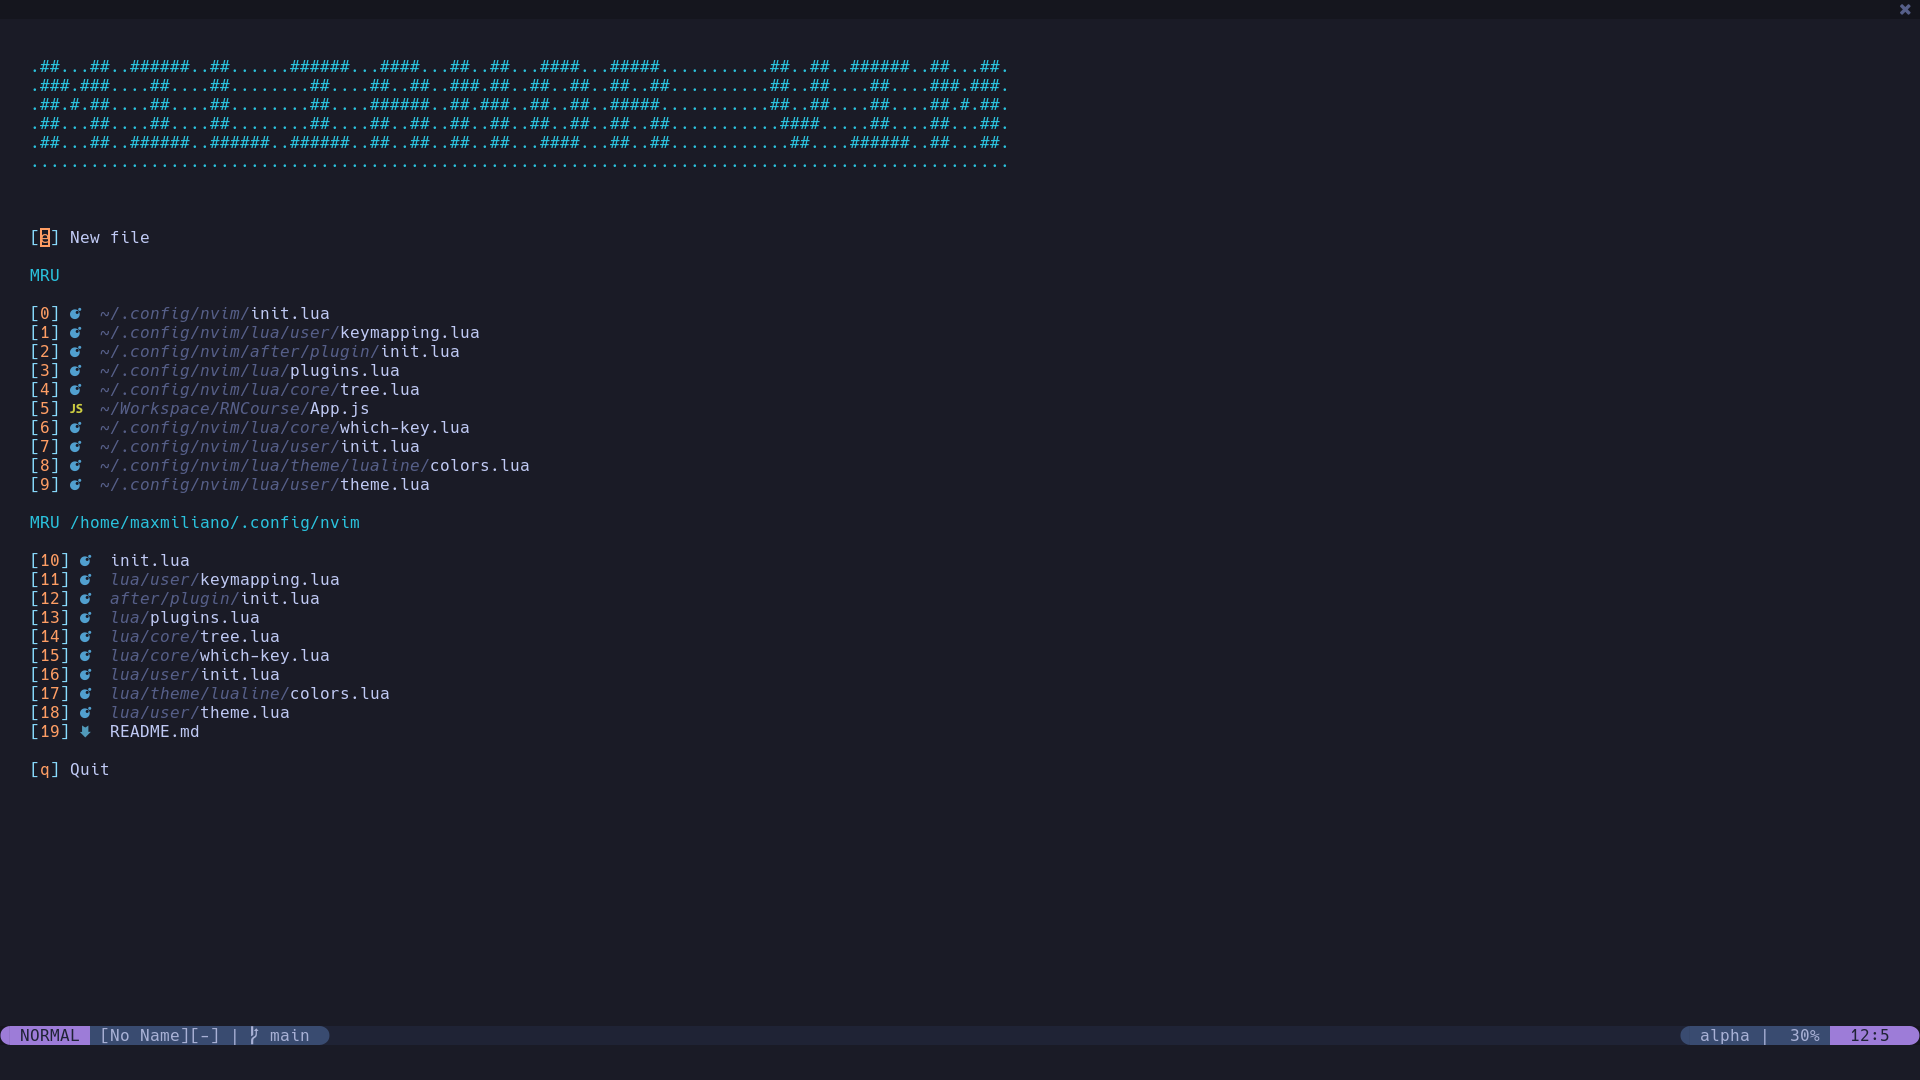 .##...##..######..##......######...####...##..##...####...#####...........##..##..######..##...##.
.###.###....##....##........##....##..##..###.##..##..##..##..##..........##..##....##....###.###.
.##.#.##....##....##........##....######..##.###..##..##..#####...........##..##....##....##.#.##.
.##...##....##....##........##....##..##..##..##..##..##..##..##...........####.....##....##...##.
.##...##..######..######..######..##..##..##..##...####...##..##............##....######..##...##.
..................................................................................................
[e] New file
MRU
[0] ~/.config/nvim/init.lua
[1] ~/.config/nvim/lua/user/keymapping.lua
[2] ~/.config/nvim/after/plugin/init.lua
[3] ~/.config/nvim/lua/plugins.lua
[4] ~/.config/nvim/lua/core/tree.lua
[5] JS ~/Workspace/RNCourse/App.js
[6] ~/.config/nvim/lua/core/which-key.lua
[7] ~/.config/nvim/lua/user/init.lua
[8] ~/.config/nvim/lua/theme/lualine/colors.lua
[9] ~/.config/nvim/lua/user/theme.lua
MRU /home/maxmiliano/.config/nvim
[10] init.lua
[11] lua/user/keymapping.lua
[12] after/plugin/init.lua
[13] lua/plugins.lua
[14] lua/core/tree.lua
[15] lua/core/which-key.lua
[16] lua/user/init.lua
[17] lua/theme/lualine/colors.lua
[18] lua/user/theme.lua
[19] README.md
[q] Quit
NORMAL [No Name][-] | main alpha | 30% 12:5